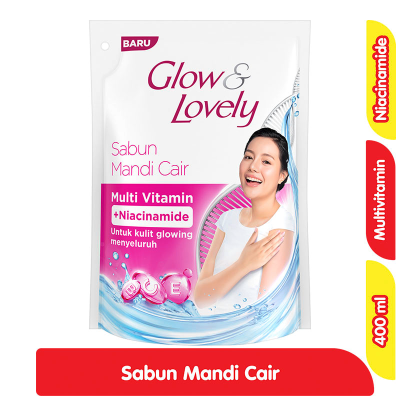 BARU
Glow &
Lovely
Sabun
Mandi Cair
Multi Vitamin
+Niacinamide
Untuk kulit glowing
menyeluruh
B C E
Niacinamide
Multivitamin
400 ml
Sabun Mandi Cair